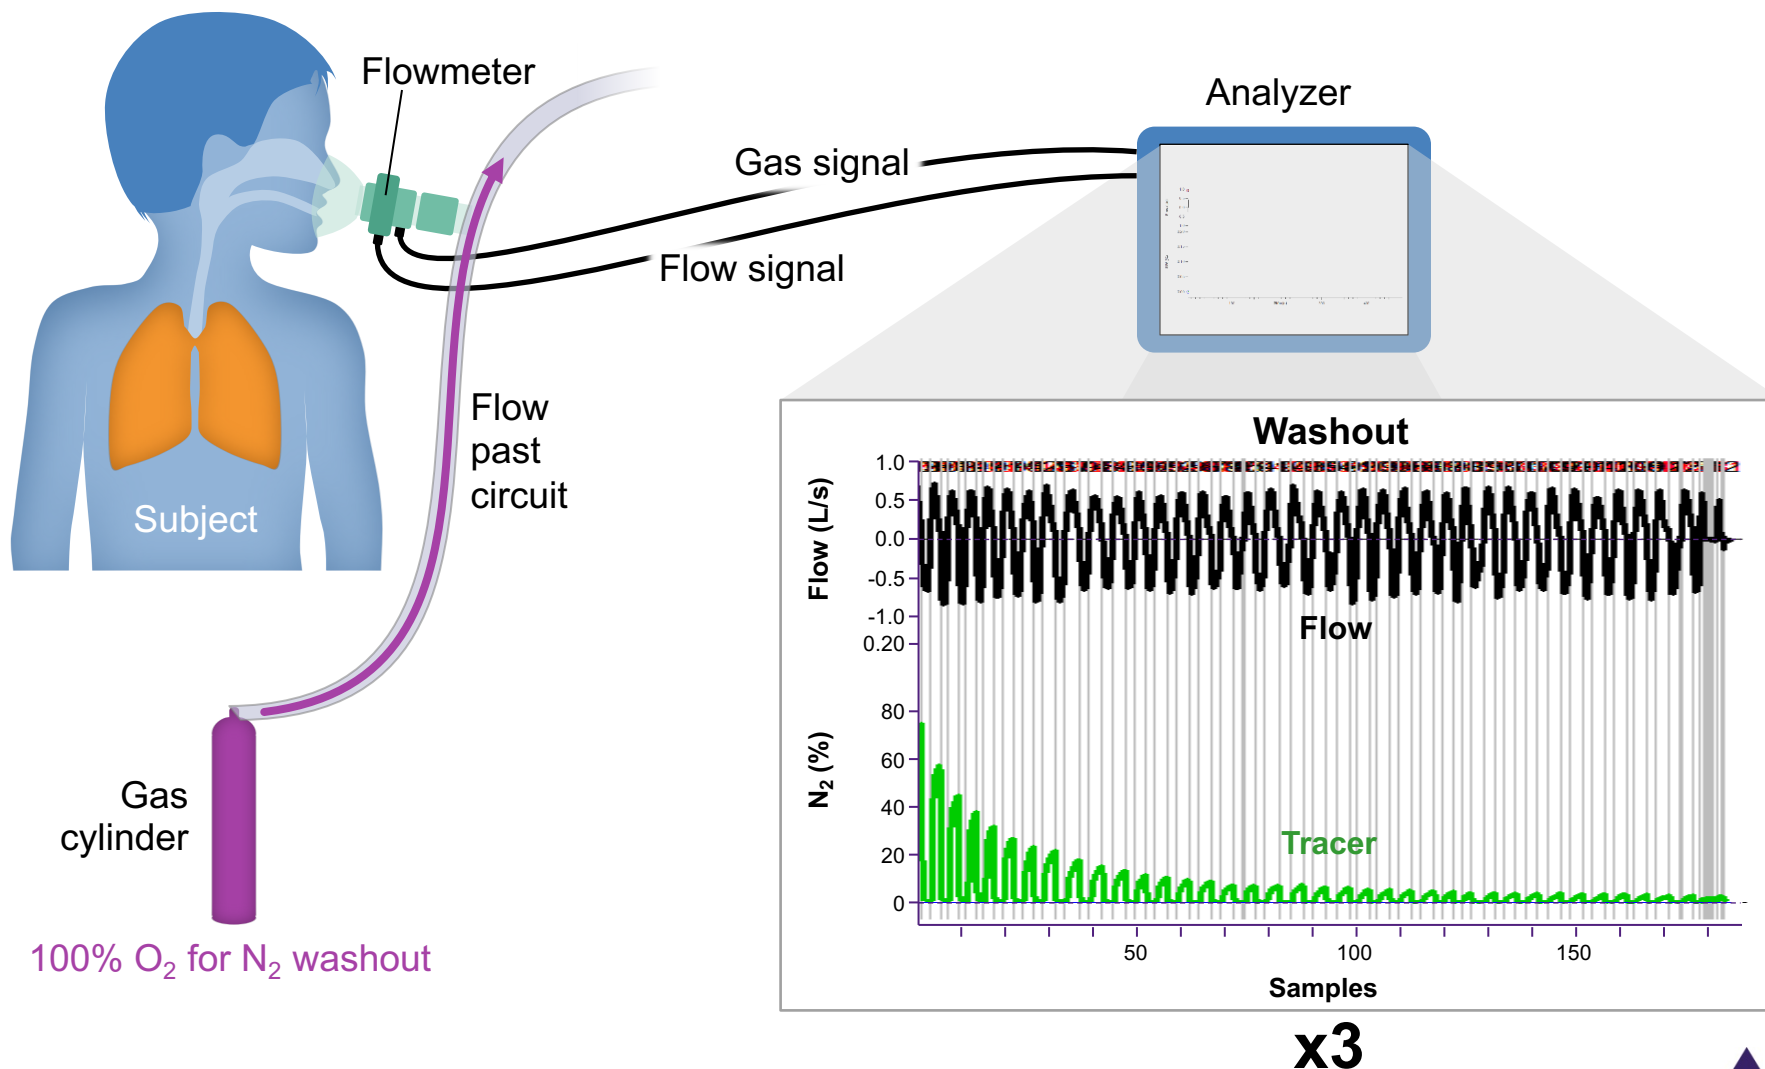 Flowmeter
Analyzer
Gas signal
Flow signal
Flow
past
circuit
Subject
Gas
cylinder
100% O₂ for N₂ washout
Washout
Flow (L/s)
1.0
0.5
0.0
-0.5
-1.0
0.20
Flow
N₂ (%)
80
60
40
20
0
Tracer
50
100
150
Samples
x3